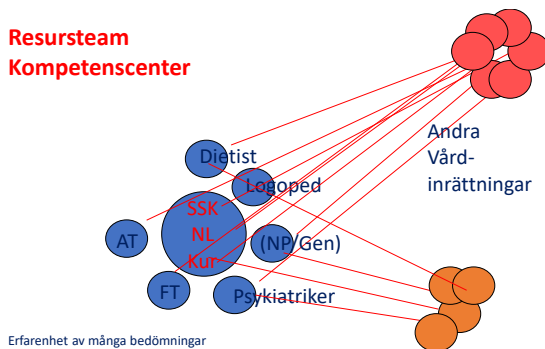 Resursteam
Kompetenscenter
Andra
Vård-
inrättningar
Dietist
Logoped
SSK
NL
Kur
AT
(NP/Gen)
FT
Psykiatriker
Erfarenhet av många bedömningar